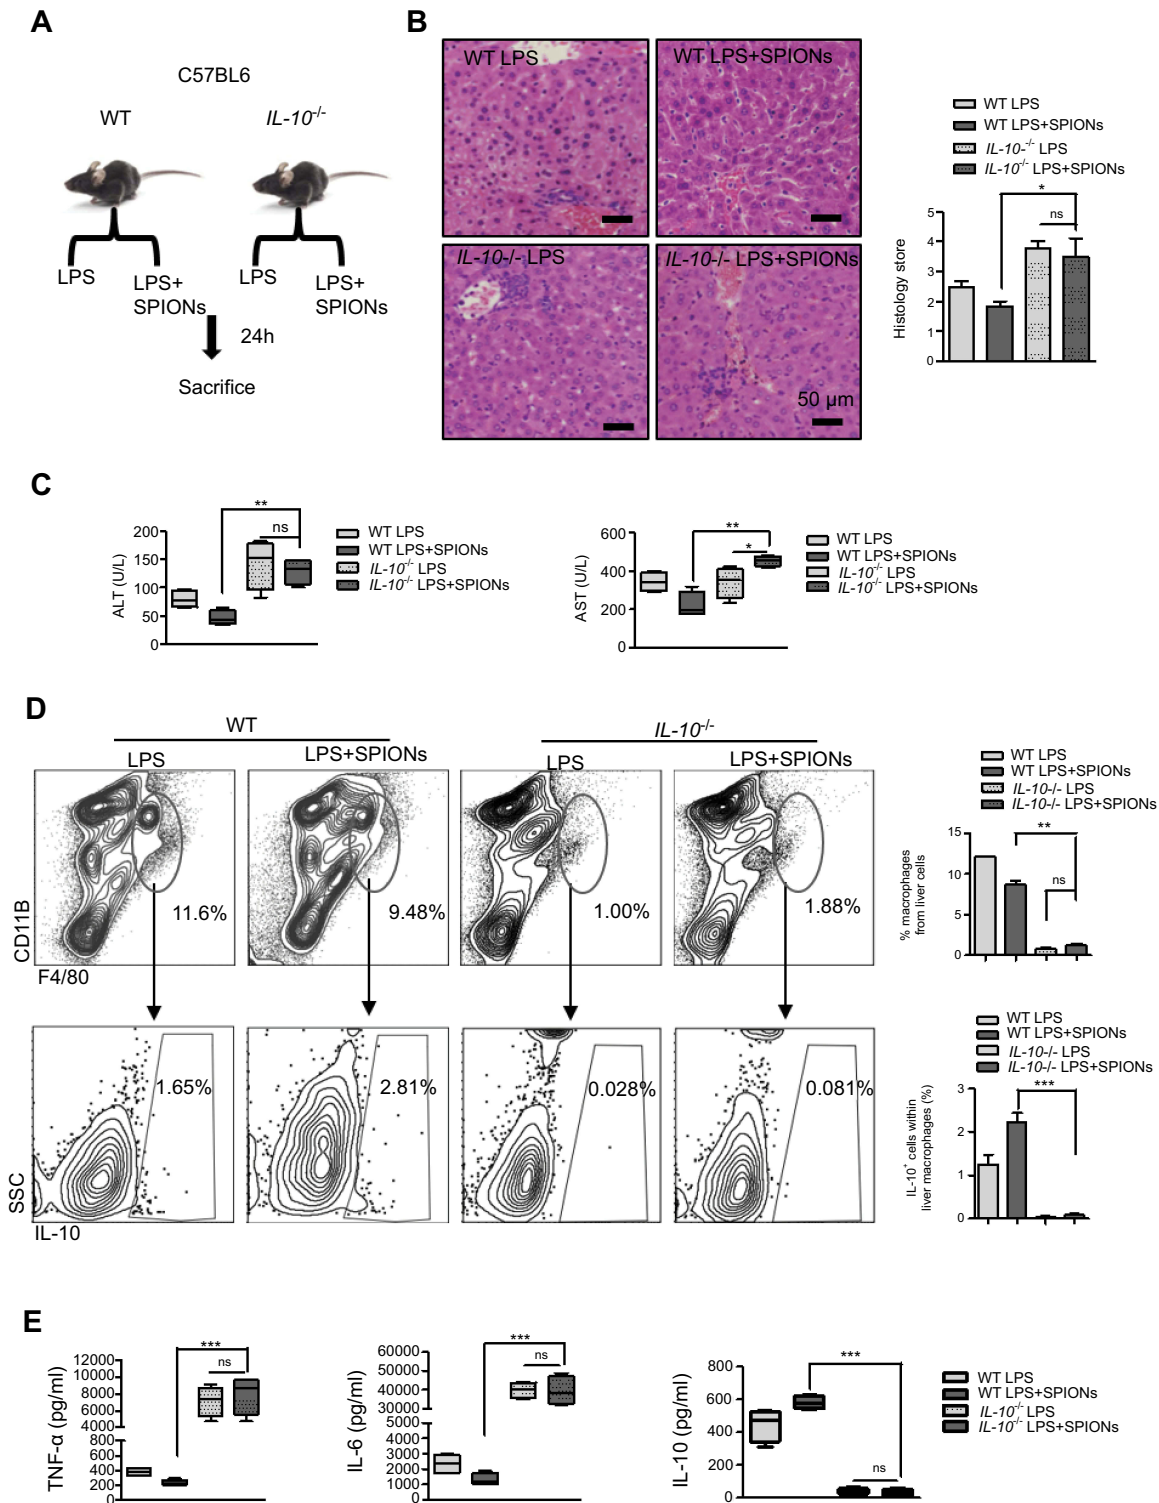 A
C57BL6
WT
IL-10-/-
LPS
LPS+
SPIONs
LPS
LPS+
SPIONs
24h
Sacrifice
B
WT LPS
WT LPS+SPIONs
IL-10-/- LPS
IL-10-/- LPS+SPIONs
50 μm
WT LPS
WT LPS+SPIONs
IL-10-/- LPS
IL-10-/- LPS+SPIONs
*
ns
Histology store
5
4
3
2
1
0
C
**
ns
ALT (U/L)
200
150
100
50
0
WT LPS
WT LPS+SPIONs
IL-10-/- LPS
IL-10-/- LPS+SPIONs
**
*
AST (U/L)
600
400
200
0
WT LPS
WT LPS+SPIONs
IL-10-/- LPS
IL-10-/- LPS+SPIONs
D
WT
IL-10-/-
LPS
LPS+SPIONs
LPS
LPS+SPIONs
11.6%
9.48%
1.00%
1.88%
CD11B
F4/80
1.65%
2.81%
0.028%
0.081%
SSC
IL-10
WT LPS
WT LPS+SPIONs
IL-10-/- LPS
IL-10-/- LPS+SPIONs
**
ns
% macrophages
from liver cells
15
10
5
0
WT LPS
WT LPS+SPIONs
IL-10-/- LPS
IL-10-/- LPS+SPIONs
***
IL-10+ cells within
liver macrophages (%)
3
2
1
0
E
***
ns
TNF-α (pg/ml)
12000
10000
8000
6000
4000
800
600
400
200
0
***
ns
IL-6 (pg/ml)
60000
50000
40000
30000
5000
4000
3000
2000
1000
0
***
ns
IL-10 (pg/ml)
800
600
400
200
0
WT LPS
WT LPS+SPIONs
IL-10-/- LPS
IL-10-/- LPS+SPIONs